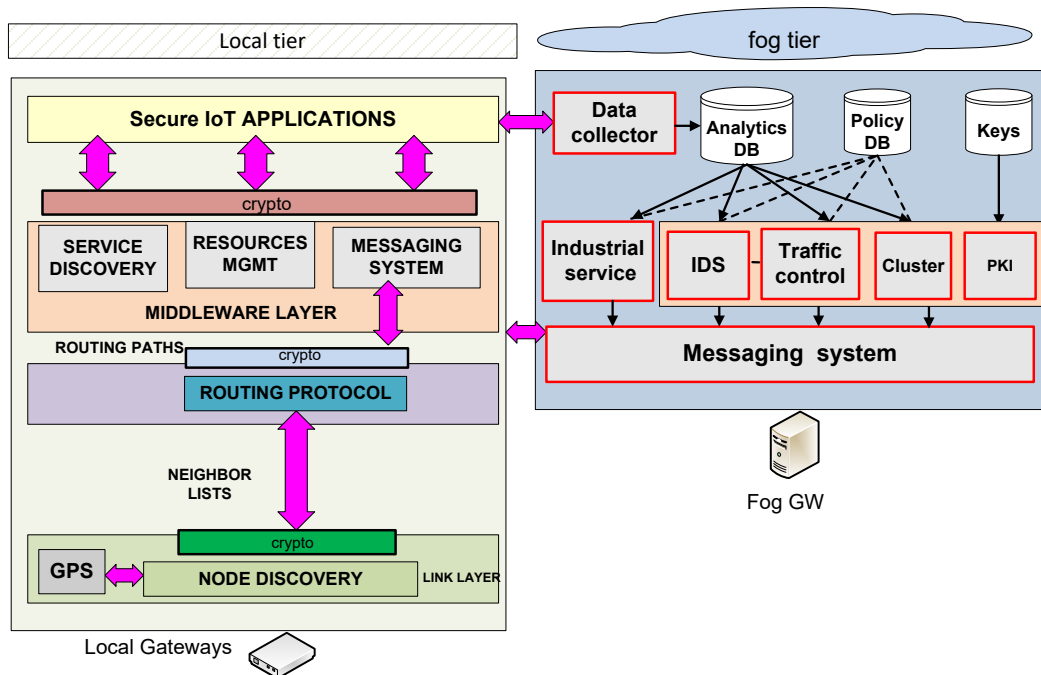 Local tier
fog tier
Secure IoT APPLICATIONS
crypto
SERVICE
DISCOVERY
RESOURCES
MGMT
MESSAGING
SYSTEM
MIDDLEWARE LAYER
ROUTING PATHS
crypto
ROUTING PROTOCOL
NEIGHBOR
LISTS
crypto
GPS
NODE DISCOVERY
LINK LAYER
Local Gateways
Data
collector
Analytics
DB
Policy
DB
Keys
Industrial
service
IDS
Traffic
control
Cluster
PKI
Messaging system
Fog GW